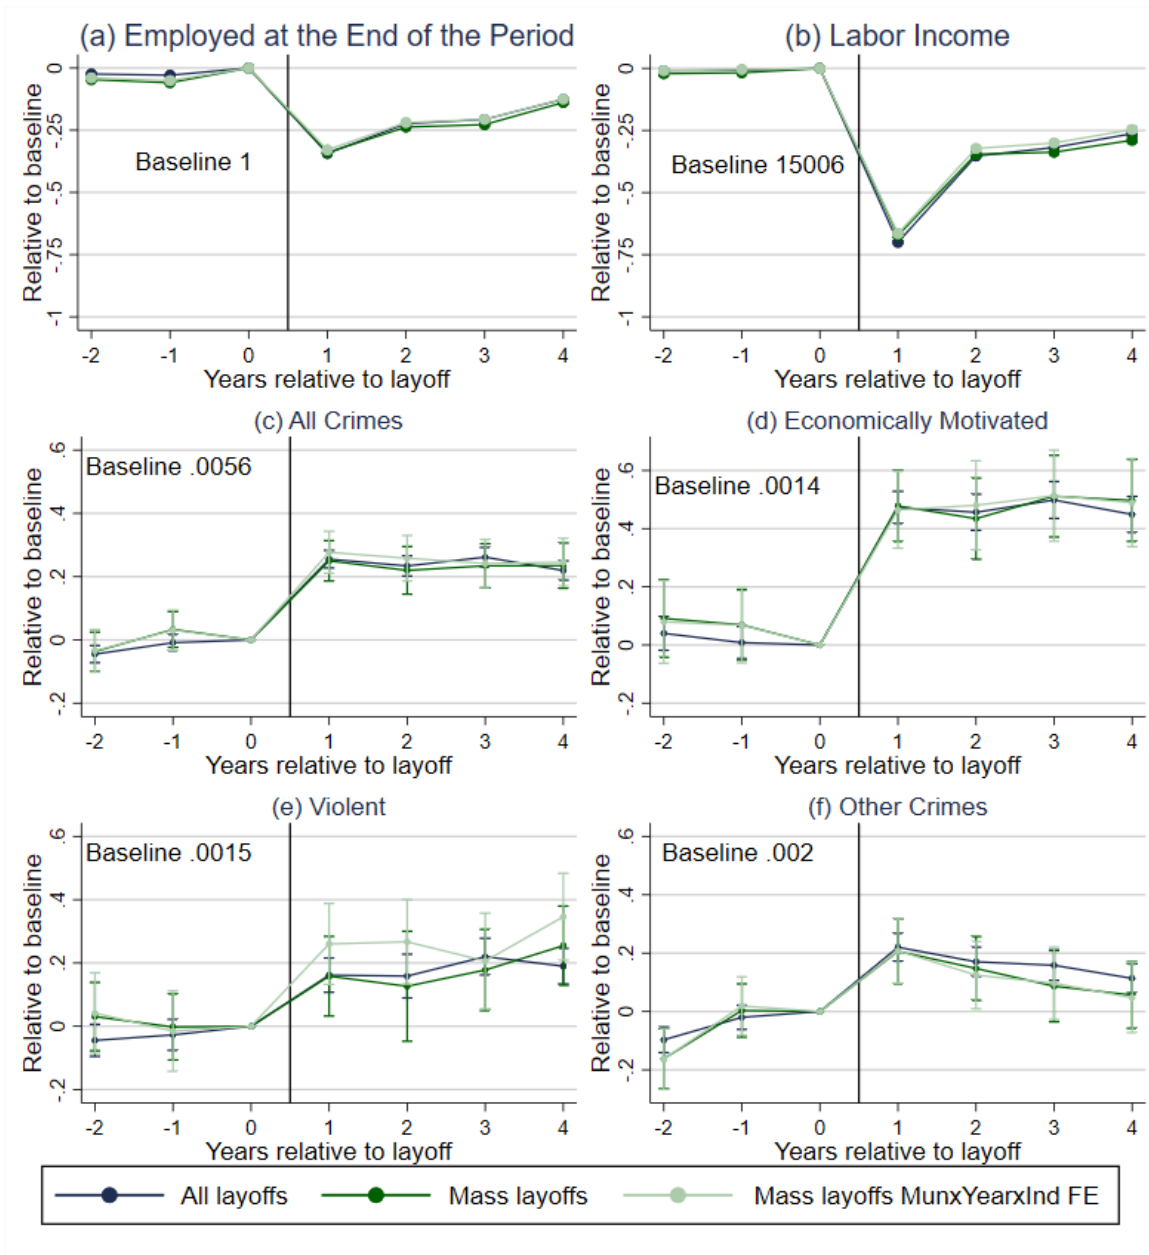 (a) Employed at the End of the Period
Relative to baseline
0
-.25
-.5
-.75
-1
Baseline 1
-2 -1 0 1 2 3 4
Years relative to layoff
(b) Labor Income
Relative to baseline
0
-.25
-.5
-.75
-1
Baseline 15006
-2 -1 0 1 2 3 4
Years relative to layoff
(c) All Crimes
Relative to baseline
.6
.4
.2
0
-.2
Baseline .0056
-2 -1 0 1 2 3 4
Years relative to layoff
(d) Economically Motivated
Relative to baseline
.6
.4
.2
0
-.2
Baseline .0014
-2 -1 0 1 2 3 4
Years relative to layoff
(e) Violent
Relative to baseline
.6
.4
.2
0
-.2
Baseline .0015
-2 -1 0 1 2 3 4
Years relative to layoff
(f) Other Crimes
Relative to baseline
.6
.4
.2
0
-.2
Baseline .002
-2 -1 0 1 2 3 4
Years relative to layoff
All layoffs Mass layoffs Mass layoffs MunxYearxInd FE